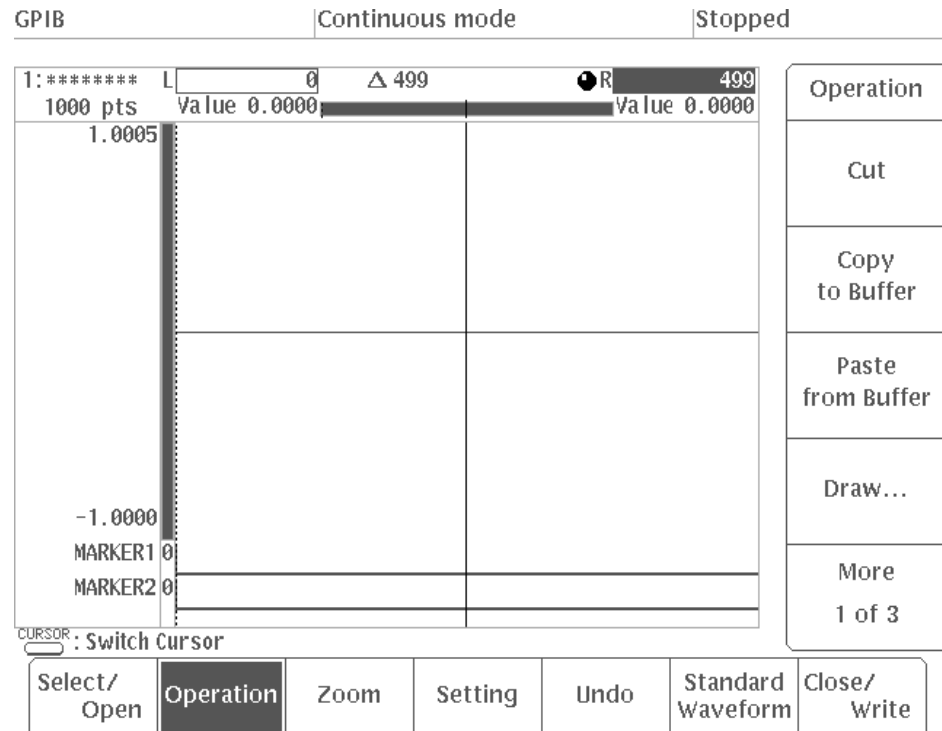 GPIB Continuous mode Stopped
1:******** L 0 Δ 499 R 499
1000 pts Value 0.0000 Value 0.0000
1.0005
-1.0000
MARKER1 0
MARKER2 0
CURSOR : Switch Cursor
Operation
Cut
Copy
to Buffer
Paste
from Buffer
Draw...
More
1 of 3
Select/
Open
Operation
Zoom
Setting
Undo
Standard
Waveform
Close/
Write